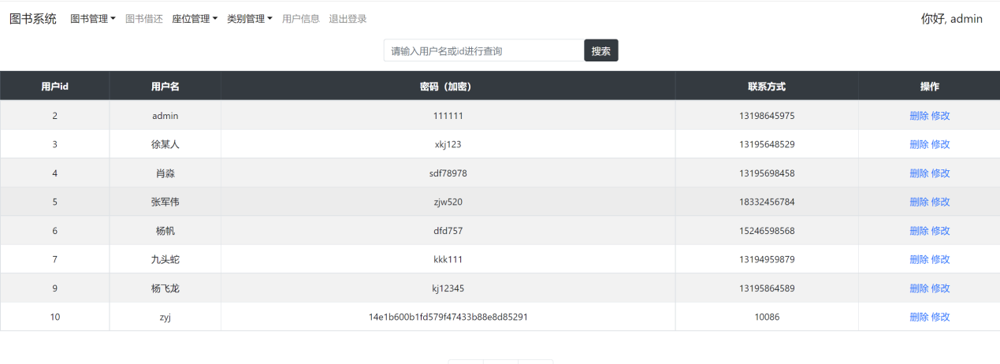 图书系统 图书管理 图书借还 座位管理 类别管理 用户信息 退出登录 你好, admin
请输入用户名或id进行查询 搜索
用户id 用户名 密码（加密） 联系方式 操作
2 admin 111111 13198645975 删除 修改
3 徐某人 xkj123 13195648529 删除 修改
4 肖淼 sdf78978 13195698458 删除 修改
5 张军伟 zjw520 18332456784 删除 修改
6 杨帆 dfd757 15246598568 删除 修改
7 九头蛇 kkk111 13194959879 删除 修改
9 杨飞龙 kj12345 13195864589 删除 修改
10 zyj 14e1b600b1fd579f47433b88e8d85291 10086 删除 修改